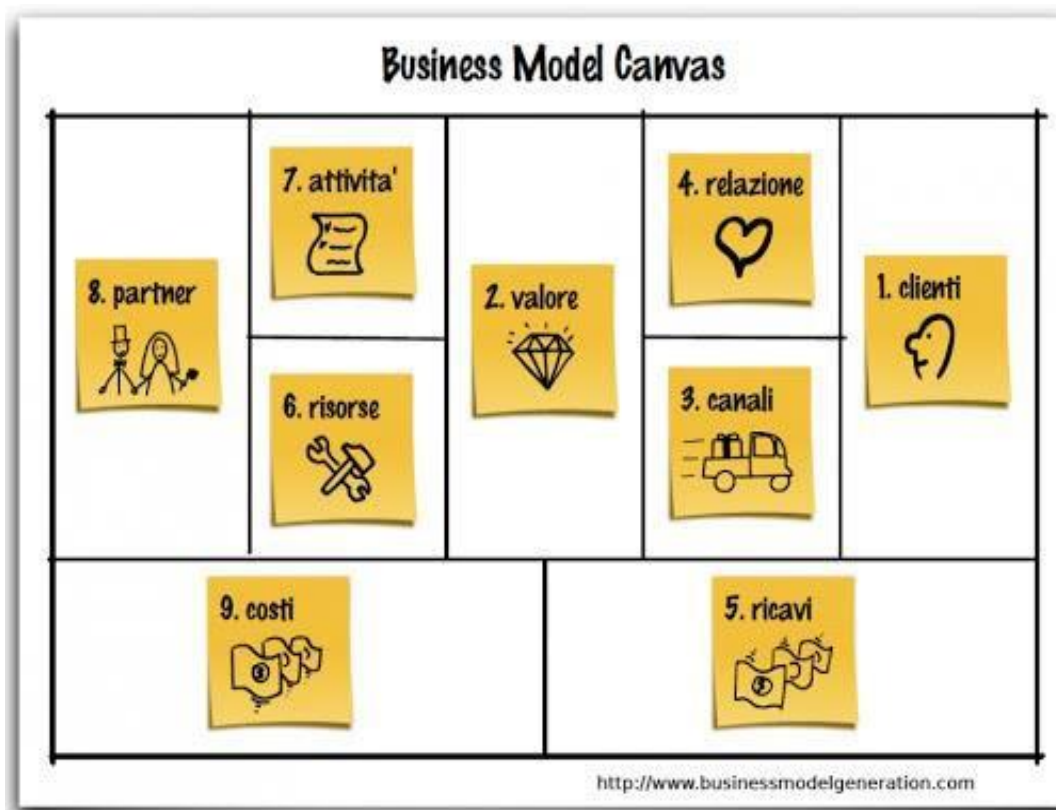 Business Model Canvas
8. partner
7. attivita'
6. risorse
2. valore
4. relazione
3. canali
1. clienti
9. costi
5. ricavi
http://www.businessmodelgeneration.com